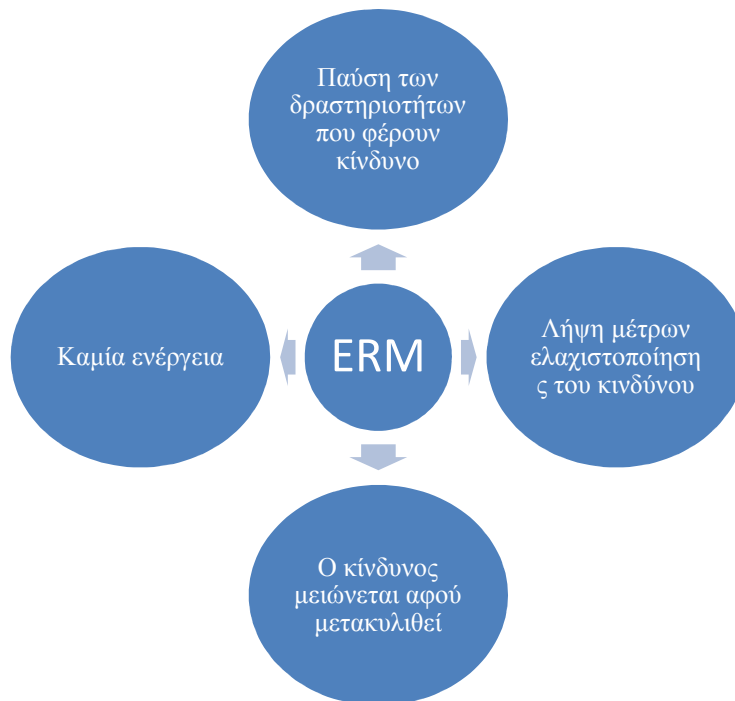 Παύση των
δραστηριοτήτων
που φέρουν
κίνδυνο
Καμία ενέργεια
ERM
Λήψη μέτρων
ελαχιστοποίηση
ς του κινδύνου
Ο κίνδυνος
μειώνεται αφού
μετακυλιθεί